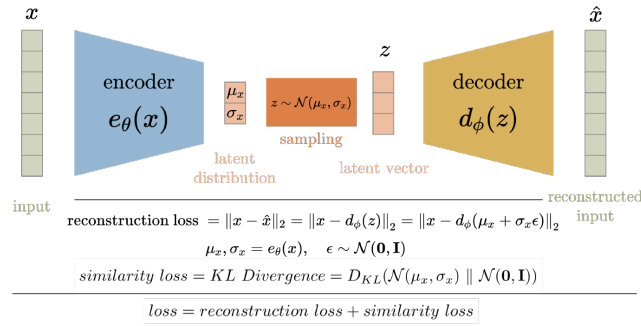 x
x̂
encoder
e_θ(x)
μ_x
σ_x
z ∼ 𝒩(μ_x, σ_x)
sampling
z
decoder
d_ϕ(z)
latent
distribution
latent vector
input
reconstructed
input
reconstruction loss = ‖x − x̂‖₂ = ‖x − d_ϕ(z)‖₂ = ‖x − d_ϕ(μ_x + σ_xϵ)‖₂
μ_x, σ_x = e_θ(x), ϵ ∼ 𝒩(0, I)
similarity loss = KL Divergence = D_KL(𝒩(μ_x, σ_x) ∥ 𝒩(0, I))
loss = reconstruction loss + similarity loss